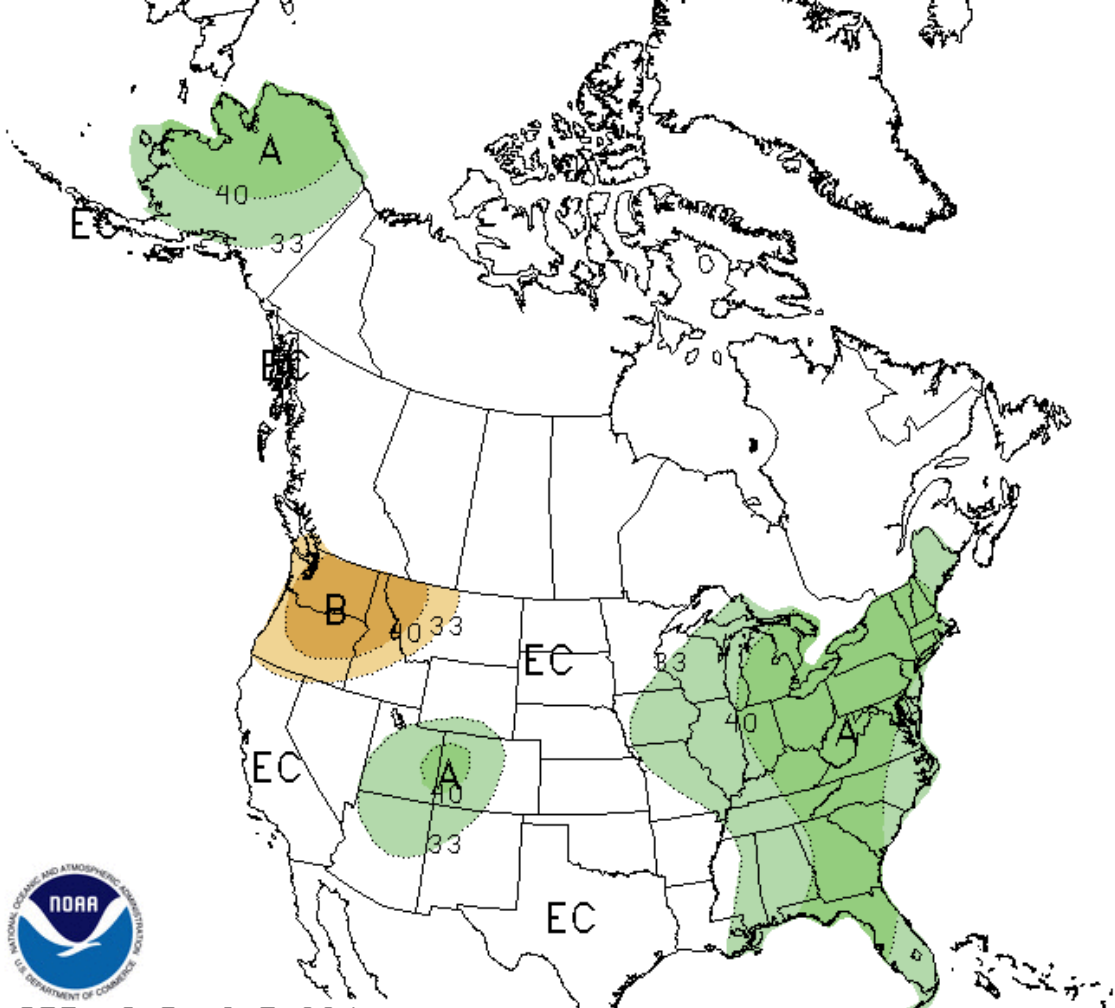 A
40
EC
33
EC
B
40
33
EC
33
40
A
EC
A
40
33
EC
NATIONAL OCEANIC AND ATMOSPHERIC ADMINISTRATION
NOAA
U.S. DEPARTMENT OF COMMERCE